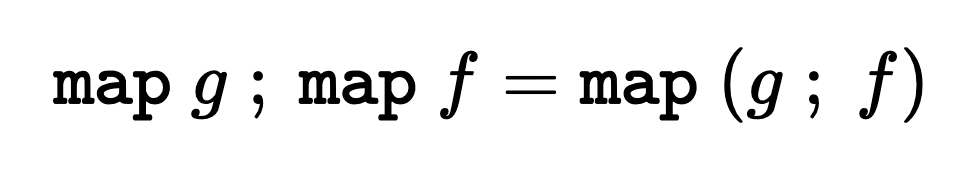 map g ; map f = map (g ; f)